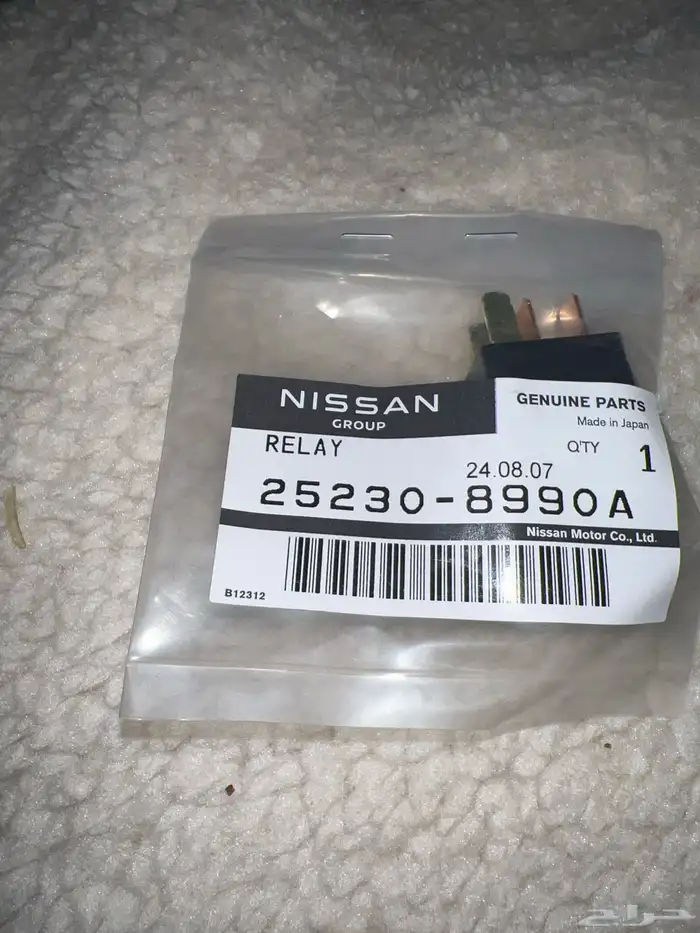 NISSAN
GROUP
GENUINE PARTS
Made in Japan
RELAY
Q'TY 1
24.08.07
25230-8990A
Nissan Motor Co., Ltd.
B12312
حراج